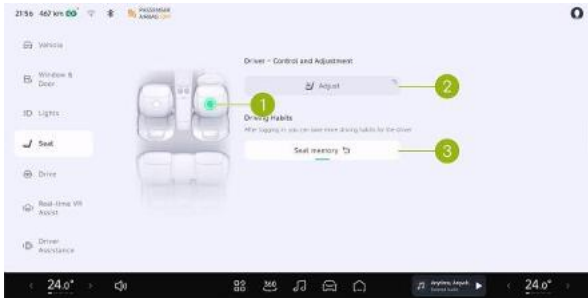 21:56 467 km
PASSENGER
AIRBAG OFF
Vehicle
Window &
Door
Lights
Seat
Drive
Real-time VR
Assist
Driver
Assistance
Driver - Control and Adjustment
Adjust
Driving Habits
After logging in, you can save more driving habits for the driver
Seat memory
1
2
3
24.0°
360
24.0°